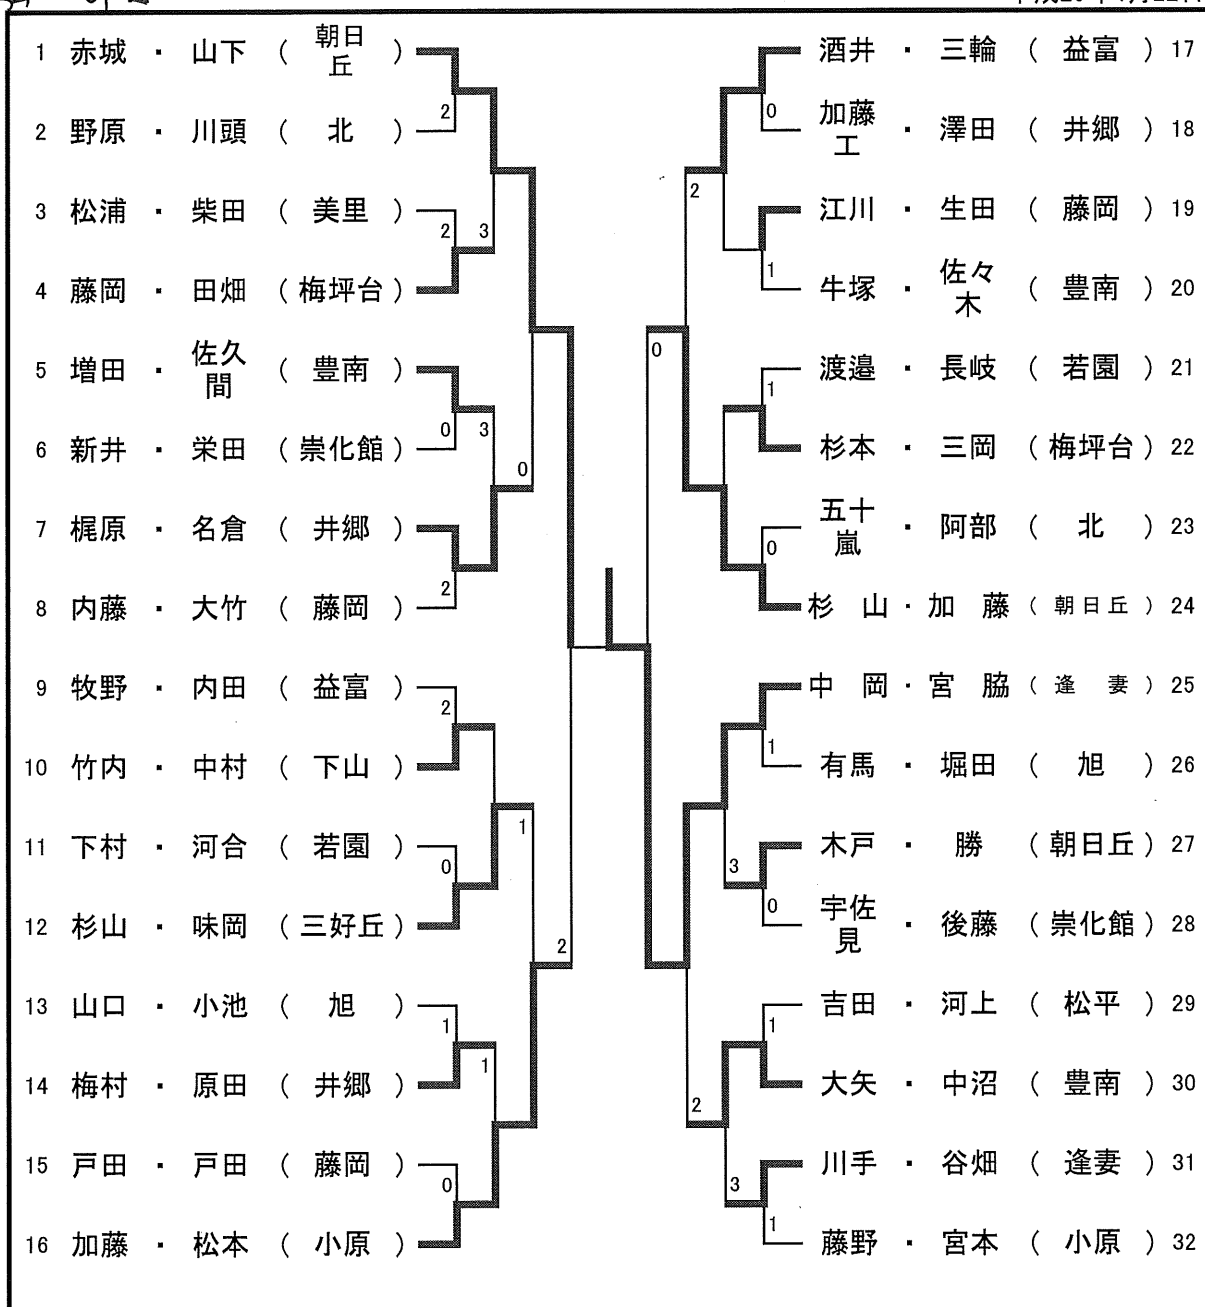 1 赤城 ・ 山下 ( 朝日丘 )
2 野原 ・ 川頭 ( 北 )
2
3 松浦 ・ 柴田 ( 美里 )
2 3
4 藤岡 ・ 田畑 ( 梅坪台 )
5 増田 ・ 佐久間 ( 豊南 )
6 新井 ・ 栄田 ( 崇化館 )
0 3
0
7 梶原 ・ 名倉 ( 井郷 )
8 内藤 ・ 大竹 ( 藤岡 )
2
9 牧野 ・ 内田 ( 益富 )
2
10 竹内 ・ 中村 ( 下山 )
11 下村 ・ 河合 ( 若園 )
0
1
12 杉山 ・ 味岡 ( 三好丘 )
2
13 山口 ・ 小池 ( 旭 )
1
14 梅村 ・ 原田 ( 井郷 )
1
15 戸田 ・ 戸田 ( 藤岡 )
0
16 加藤 ・ 松本 ( 小原 )
酒井 ・ 三輪 ( 益富 ) 17
0
加藤工 ・ 澤田 ( 井郷 ) 18
2
江川 ・ 生田 ( 藤岡 ) 19
1
牛塚 ・ 佐々木 ( 豊南 ) 20
0
渡邉 ・ 長岐 ( 若園 ) 21
1
杉本 ・ 三岡 ( 梅坪台 ) 22
五十嵐 ・ 阿部 ( 北 ) 23
0
杉 山 ・ 加 藤 ( 朝日丘 ) 24
中 岡 ・ 宮 脇 ( 逢 妻 ) 25
1
有馬 ・ 堀田 ( 旭 ) 26
木戸 ・ 勝 ( 朝日丘 ) 27
3
0
宇佐見 ・ 後藤 ( 崇化館 ) 28
吉田 ・ 河上 ( 松平 ) 29
1
大矢 ・ 中沼 ( 豊南 ) 30
2
川手 ・ 谷畑 ( 逢妻 ) 31
3
1
藤野 ・ 宮本 ( 小原 ) 32